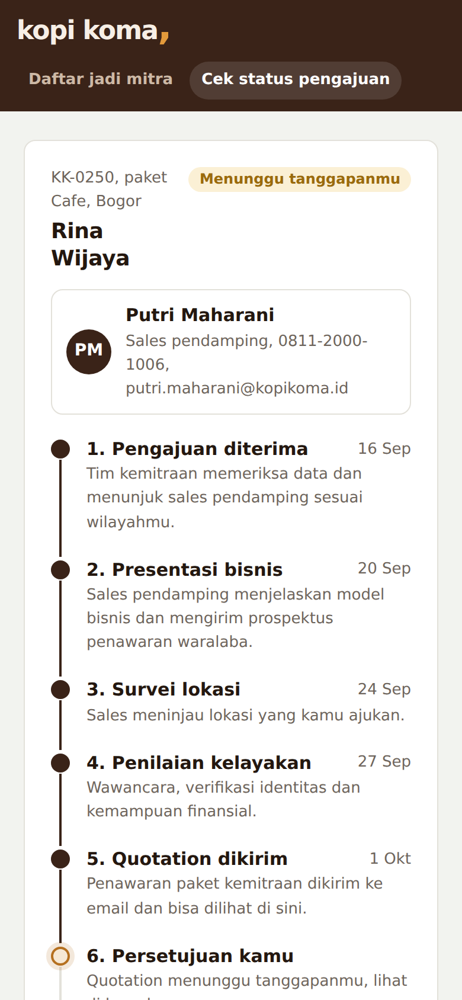 kopi koma,
Daftar jadi mitra
Cek status pengajuan
KK-0250, paket
Cafe, Bogor
Menunggu tanggapanmu
Rina
Wijaya
PM
Putri Maharani
Sales pendamping, 0811-2000-
1006,
putri.maharani@kopikoma.id
1. Pengajuan diterima
16 Sep
Tim kemitraan memeriksa data dan
menunjuk sales pendamping sesuai
wilayahmu.
2. Presentasi bisnis
20 Sep
Sales pendamping menjelaskan model
bisnis dan mengirim prospektus
penawaran waralaba.
3. Survei lokasi
24 Sep
Sales meninjau lokasi yang kamu ajukan.
4. Penilaian kelayakan
27 Sep
Wawancara, verifikasi identitas dan
kemampuan finansial.
5. Quotation dikirim
1 Okt
Penawaran paket kemitraan dikirim ke
email dan bisa dilihat di sini.
6. Persetujuan kamu
Quotation menunggu tanggapanmu, lihat